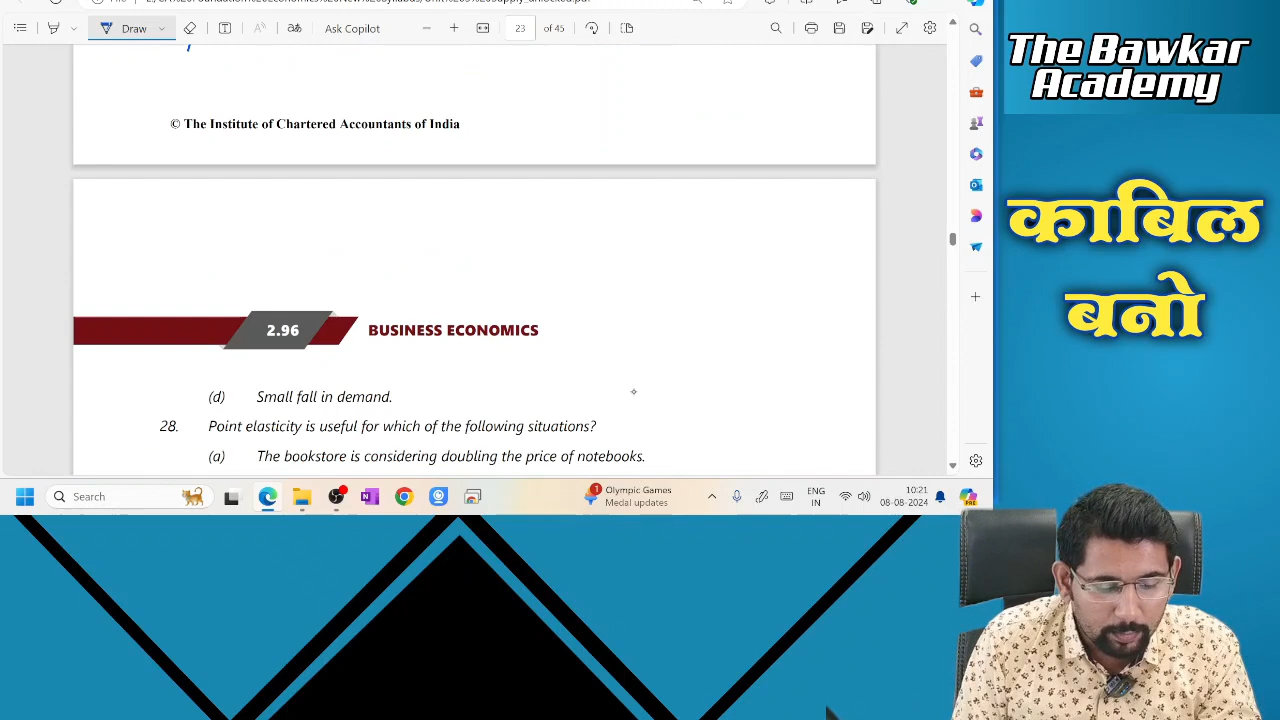 Draw
Ask Copilot
23
of 45
© The Institute of Chartered Accountants of India
2.96
BUSINESS ECONOMICS
(d) Small fall in demand.
28. Point elasticity is useful for which of the following situations?
(a) The bookstore is considering doubling the price of notebooks.
Search
1
Olympic Games
Medal updates
ENG
IN
10:21
08-08-2024
The Bawkar
Academy
काबिल
बनो